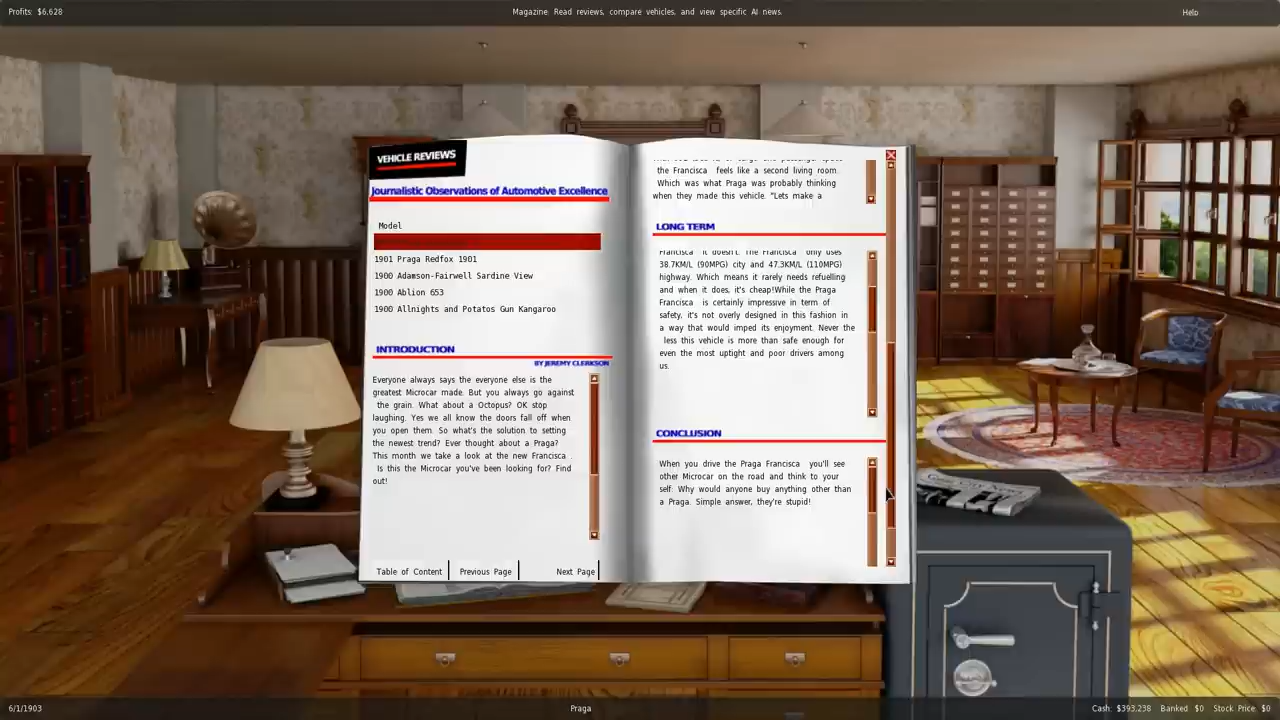 Profits: $6,628
Magazine: Read reviews, compare vehicles, and view specific AI news.
Help
VEHICLE REVIEWS
Journalistic Observations of Automotive Excellence
Model
1901 Praga Redfox 1901
1900 Adamson-Fairwell Sardine View
1900 Ablion 653
1900 Allnights and Potatos Gun Kangaroo
INTRODUCTION
BY JEREMY CLERKSON
Everyone always says the everyone else is the
greatest Microcar made. But you always go against
the grain. What about a Octopus? OK stop
laughing. Yes we all know the doors fall off when
you open them. So what's the solution to setting
the newest trend? Ever thought about a Praga?
This month we take a look at the new Francisca .
Is this the Microcar you've been looking for? Find
out!
Table of Content
Previous Page
Next Page
the Francisca feels like a second living room.
Which was what Praga was probably thinking
when they made this vehicle. "Lets make a
LONG TERM
Francisca it doesn't. The Francisca only uses
38.7KM/L (90MPG) city and 47.3KM/L (110MPG)
highway. Which means it rarely needs refuelling
and when it does, it's cheap!While the Praga
Francisca is certainly impressive in term of
safety, it's not overly designed in this fashion in
a way that would imped its enjoyment. Never the
less this vehicle is more than safe enough for
even the most uptight and poor drivers among
us.
CONCLUSION
When you drive the Praga Francisca you'll see
other Microcar on the road and think to your
self: Why would anyone buy anything other than
a Praga. Simple answer, they're stupid!
6/1/1903
Praga
Cash: $393,238
Banked $0
Stock Price: $0